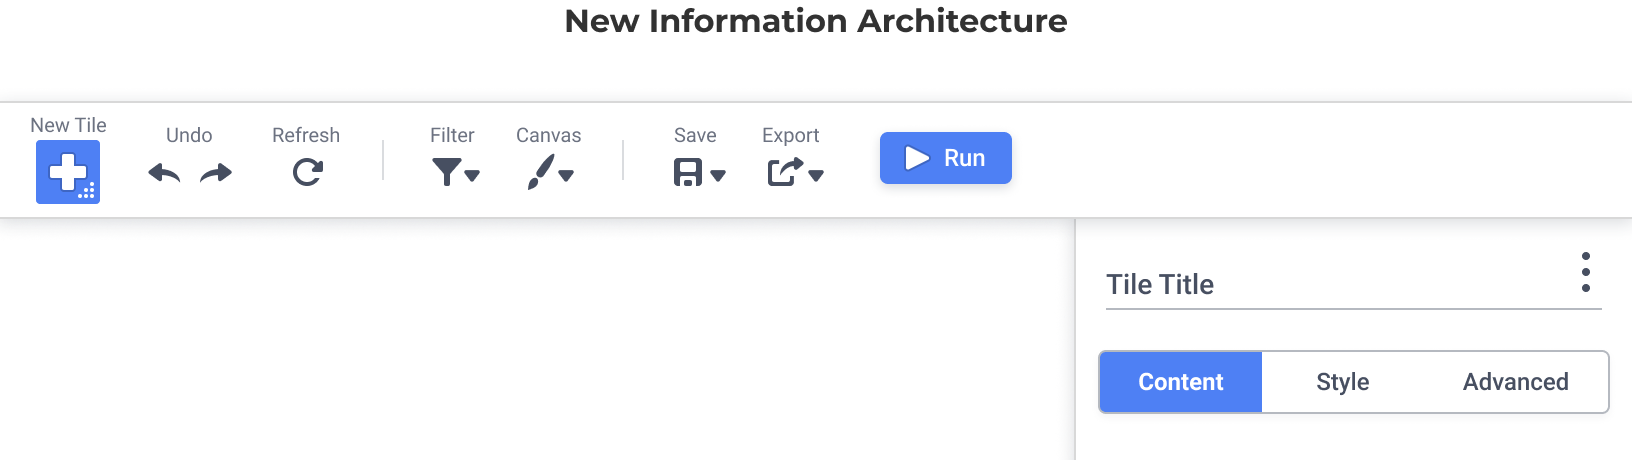 New Information Architecture
New Tile
Undo
Refresh
Filter
Canvas
Save
Export
Run
Tile Title
Content
Style
Advanced